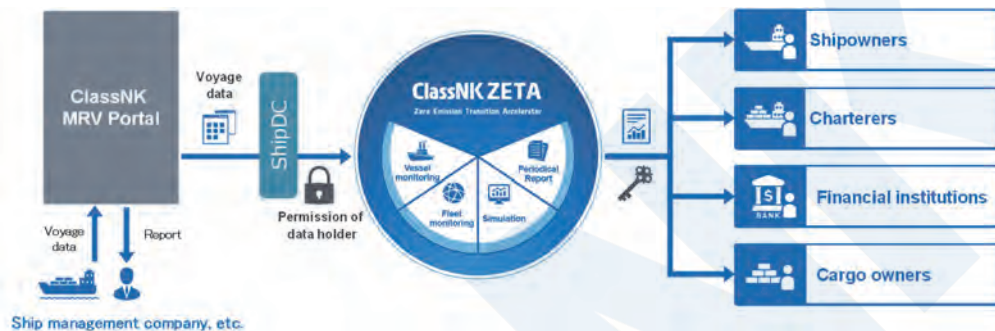 ClassNK
MRV Portal
Voyage
data
Report
Ship management company, etc.
Voyage
data
ShipDC
Permission of
data holder
ClassNK ZETA
Zero Emission Transition Accelerator
Vessel
monitoring
Fleet
monitoring
Simulation
Periodical
Report
Shipowners
Charterers
$
BANK
Financial institutions
Cargo owners